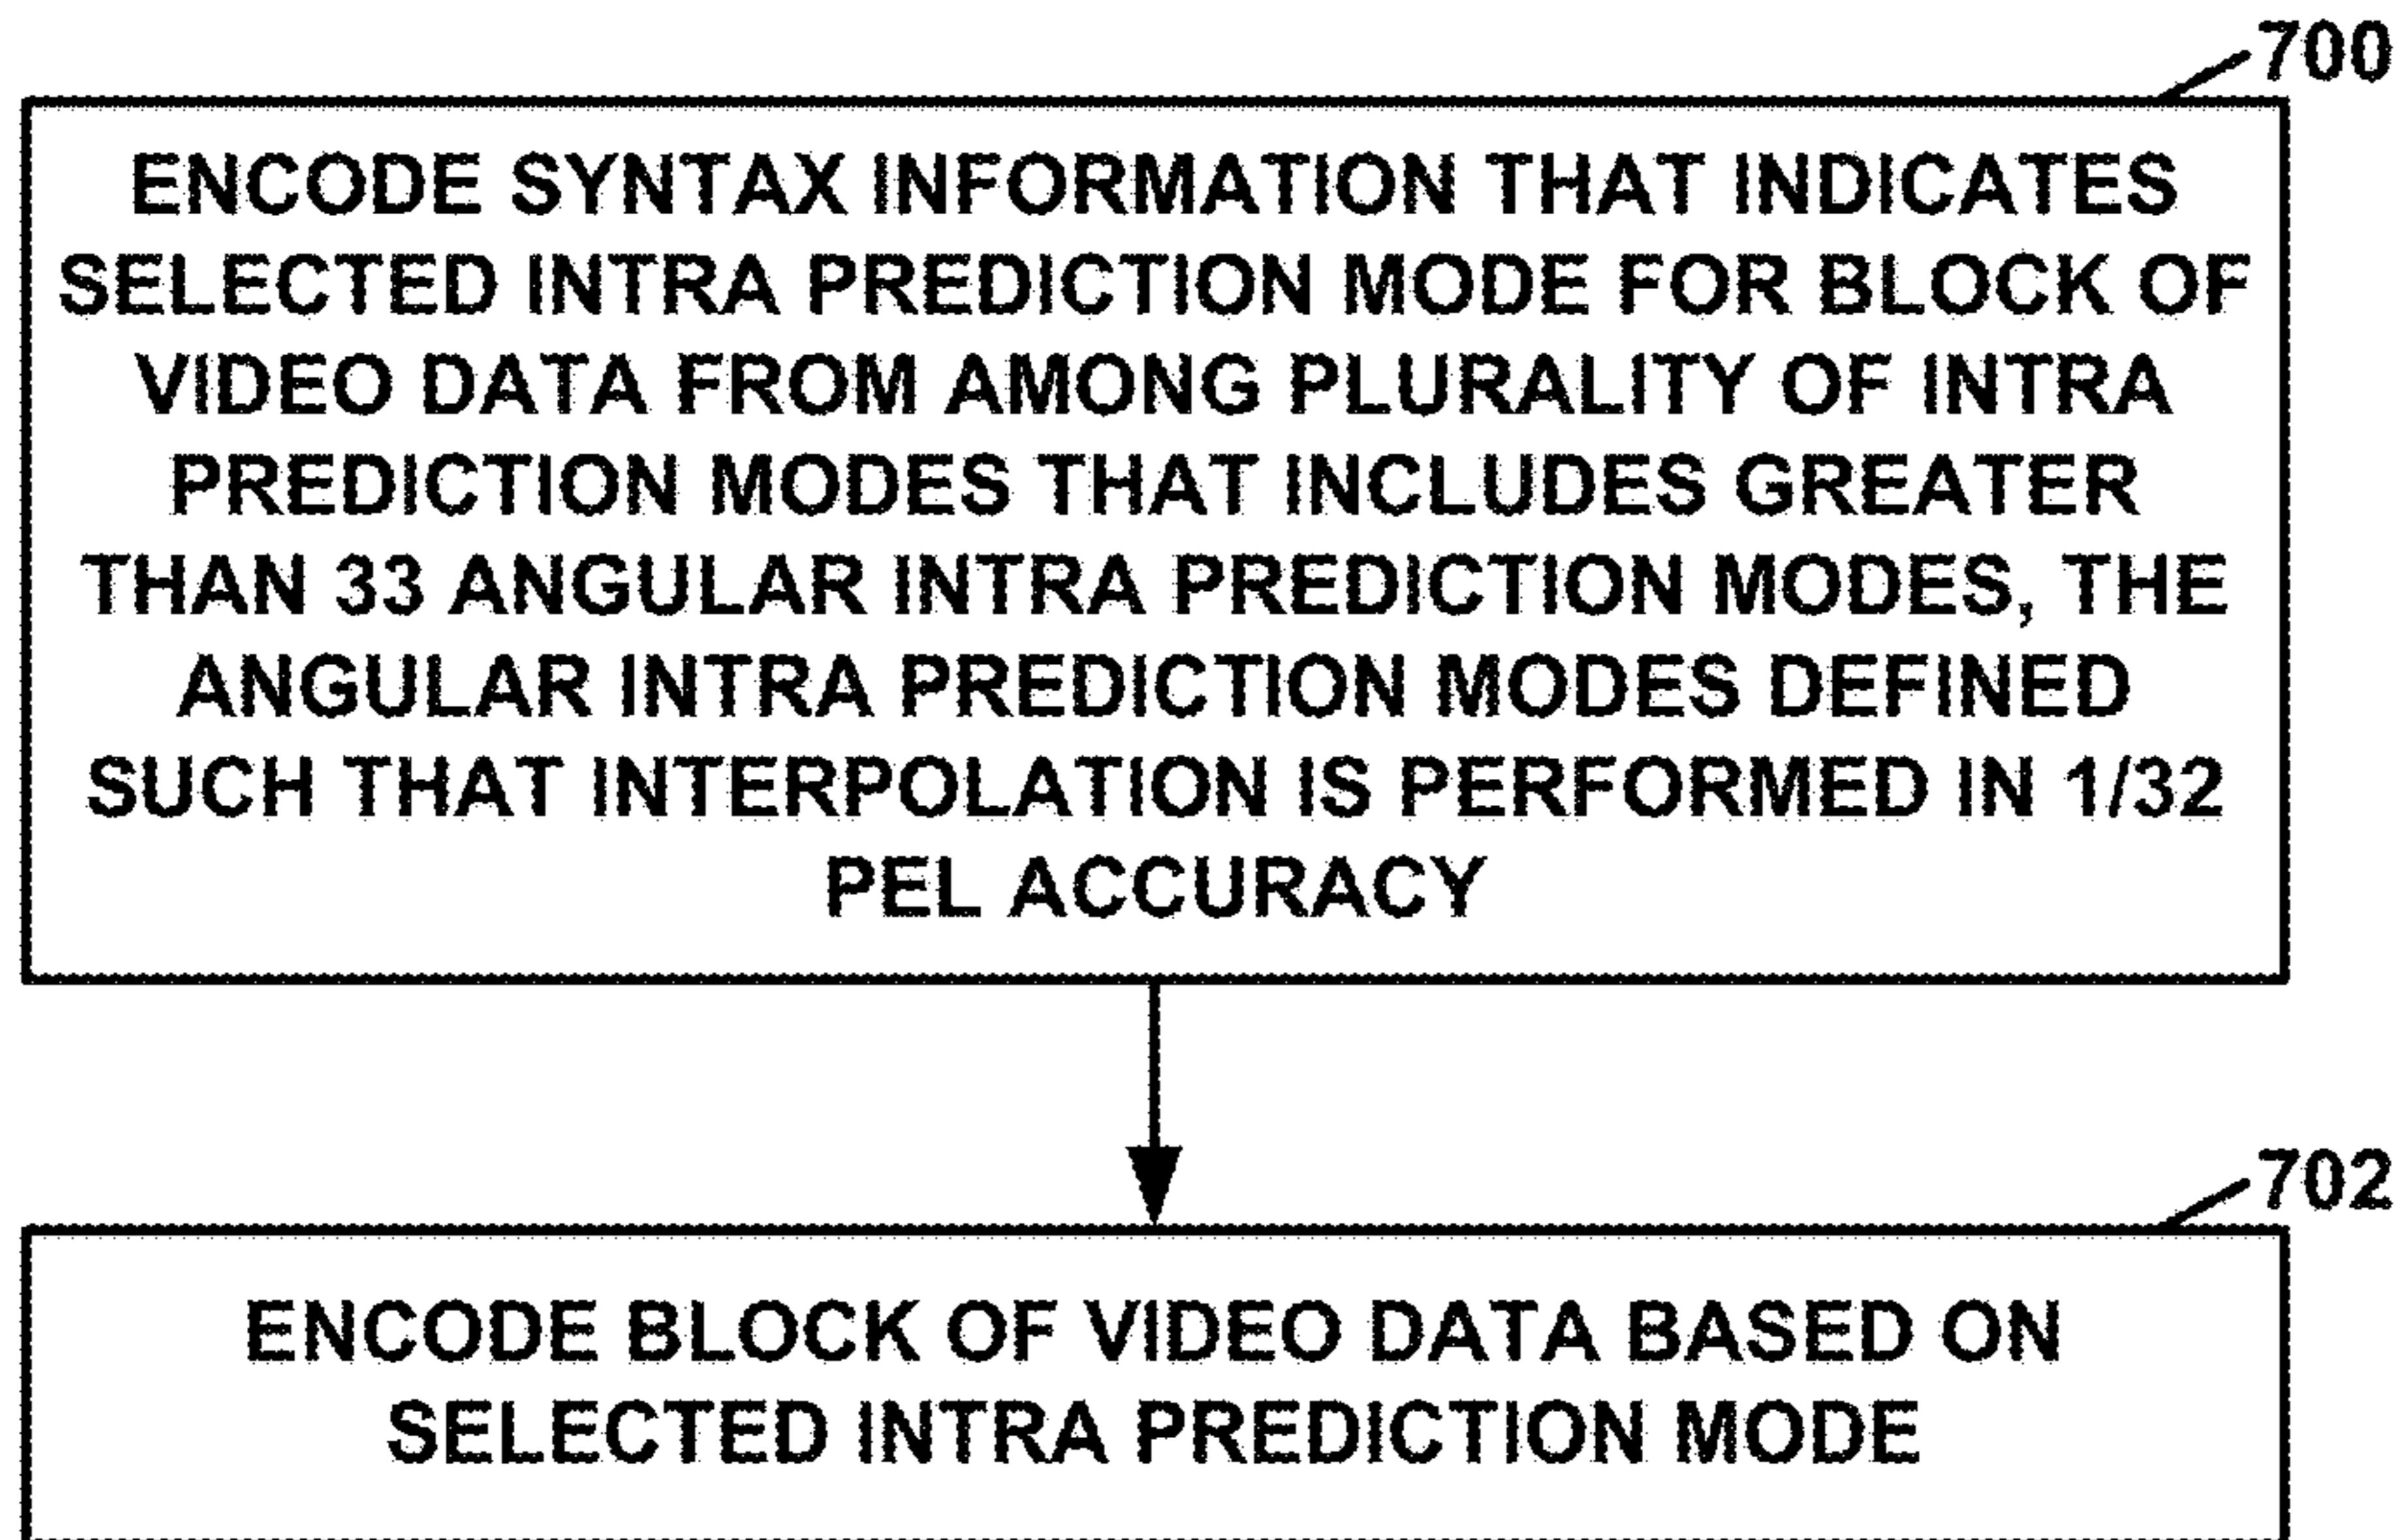 700
ENCODE SYNTAX INFORMATION THAT INDICATES
SELECTED INTRA PREDICTION MODE FOR BLOCK OF
VIDEO DATA FROM AMONG PLURALITY OF INTRA
PREDICTION MODES THAT INCLUDES GREATER
THAN 33 ANGULAR INTRA PREDICTION MODES, THE
ANGULAR INTRA PREDICTION MODES DEFINED
SUCH THAT INTERPOLATION IS PERFORMED IN 1/32
PEL ACCURACY
702
ENCODE BLOCK OF VIDEO DATA BASED ON
SELECTED INTRA PREDICTION MODE